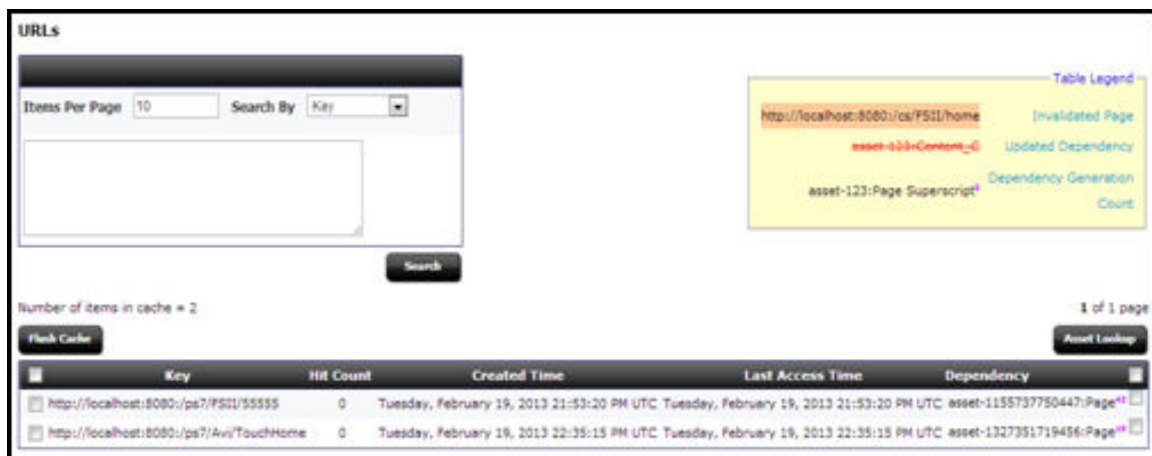 URLs
Items Per Page 10 Search By Key
Table Legend
http://localhost:8080:/cs/FSII/home Invalidated Page
asset-123:Content_C Updated Dependency
asset-123:Page Superscript Dependency Generation Count
Search
Number of items in cache = 2
1 of 1 page
Flush Cache
Asset Lookup
Key Hit Count Created Time Last Access Time Dependency
http://localhost:8080:/ps7/FSII/55555 0 Tuesday, February 19, 2013 21:53:20 PM UTC Tuesday, February 19, 2013 21:53:20 PM UTC asset-1155737750447:Page
http://localhost:8080:/ps7/Avi/TouchHome 0 Tuesday, February 19, 2013 22:35:15 PM UTC Tuesday, February 19, 2013 22:35:15 PM UTC asset-1327351719456:Page